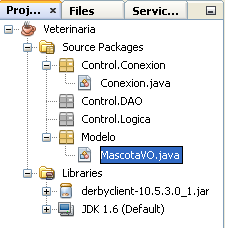 Proj... × Files Servic...
Veterinaria
Source Packages
Control.Conexion
Conexion.java
Control.DAO
Control.Logica
Modelo
MascotaVO.java
Libraries
derbyclient-10.5.3.0_1.jar
JDK 1.6 (Default)